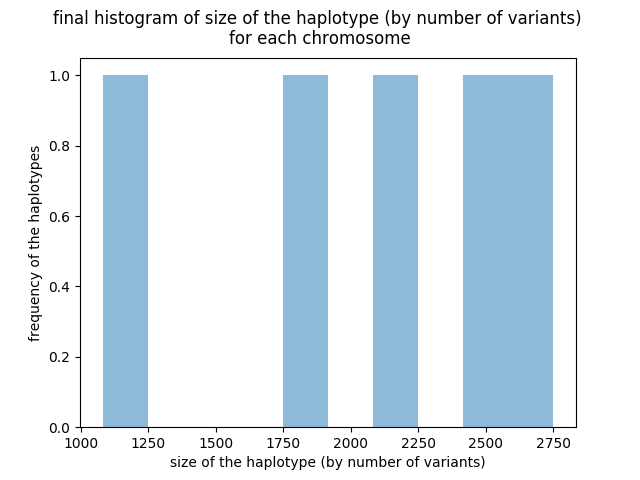 final histogram of size of the haplotype (by number of variants)
for each chromosome
1.0
0.8
0.6
0.4
0.2
0.0
frequency of the haplotypes
1000 1250 1500 1750 2000 2250 2500 2750
size of the haplotype (by number of variants)